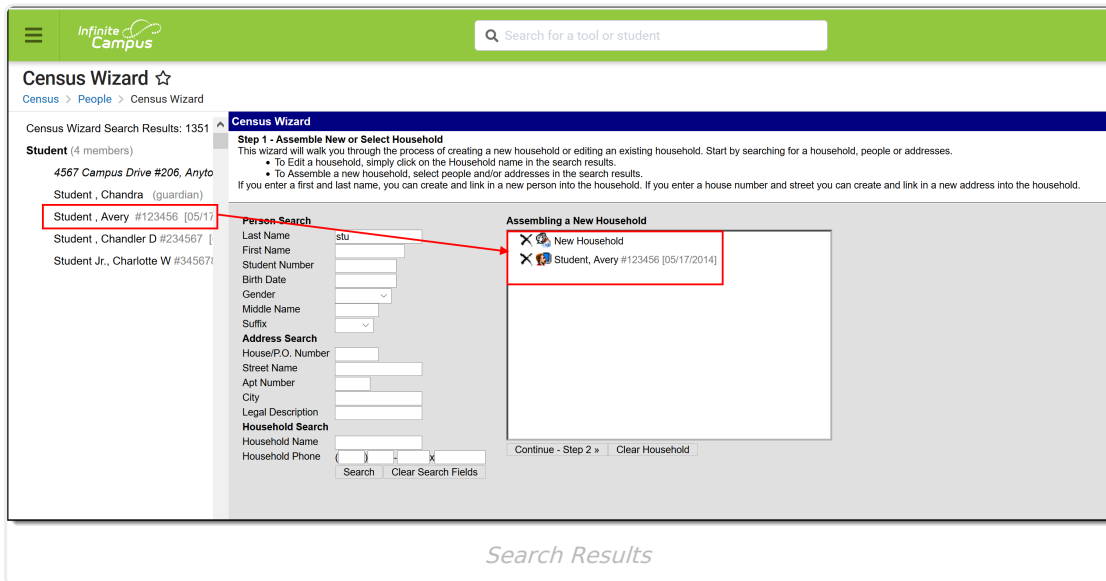 Infinite
Campus
Search for a tool or student
Census Wizard
Census > People > Census Wizard
Census Wizard Search Results: 1351
Student (4 members)
4567 Campus Drive #206, Anyto
Student , Chandra (guardian)
Student , Avery #123456 [05/17
Student , Chandler D #234567 [
Student Jr., Charlotte W #345678
Census Wizard
Step 1 - Assemble New or Select Household
This wizard will walk you through the process of creating a new household or editing an existing household. Start by searching for a household, people or addresses.
• To Edit a household, simply click on the Household name in the search results.
• To Assemble a new household, select people and/or addresses in the search results.
If you enter a first and last name, you can create and link in a new person into the household. If you enter a house number and street you can create and link in a new address into the household.
Person Search
Last Name stu
First Name
Student Number
Birth Date
Gender
Middle Name
Suffix
Address Search
House/P.O. Number
Street Name
Apt Number
City
Legal Description
Household Search
Household Name
Household Phone ( ) - x
Search Clear Search Fields
Assembling a New Household
New Household
Student, Avery #123456 [05/17/2014]
Continue - Step 2 » Clear Household
Search Results